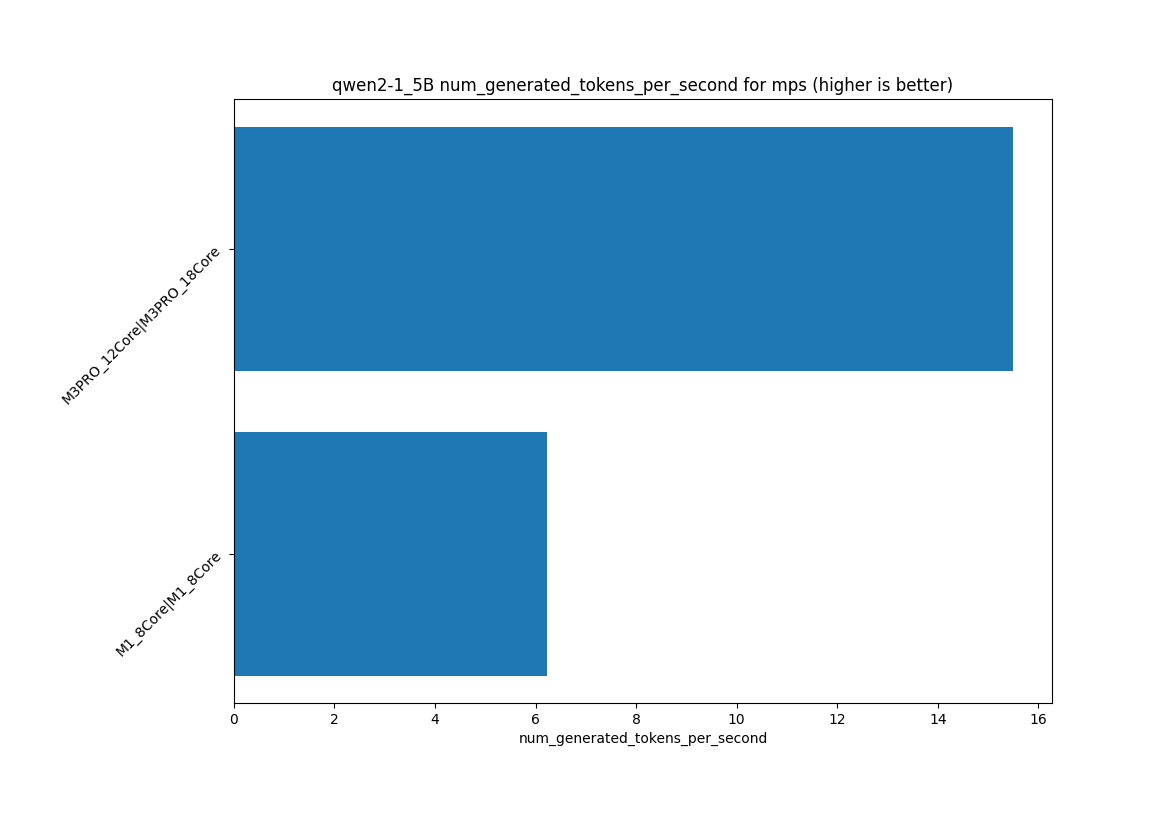 qwen2-1_5B num_generated_tokens_per_second for mps (higher is better)
M3PRO_12Core|M3PRO_18Core
M1_8Core|M1_8Core
0 2 4 6 8 10 12 14 16
num_generated_tokens_per_second